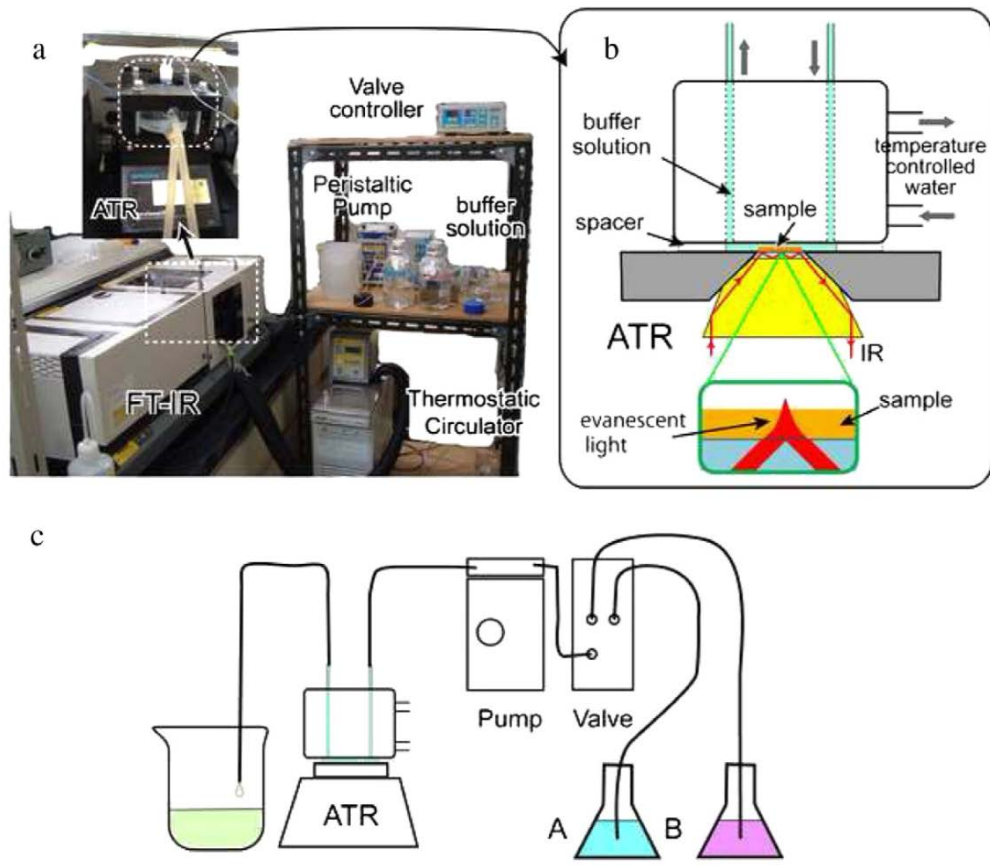 a
Valve
controller
Peristaltic
Pump
buffer
solution
ATR
FT-IR
Thermostatic
Circulator
b
buffer
solution
spacer
sample
temperature
controlled
water
ATR
IR
evanescent
light
sample
c
Pump
Valve
ATR
A
B